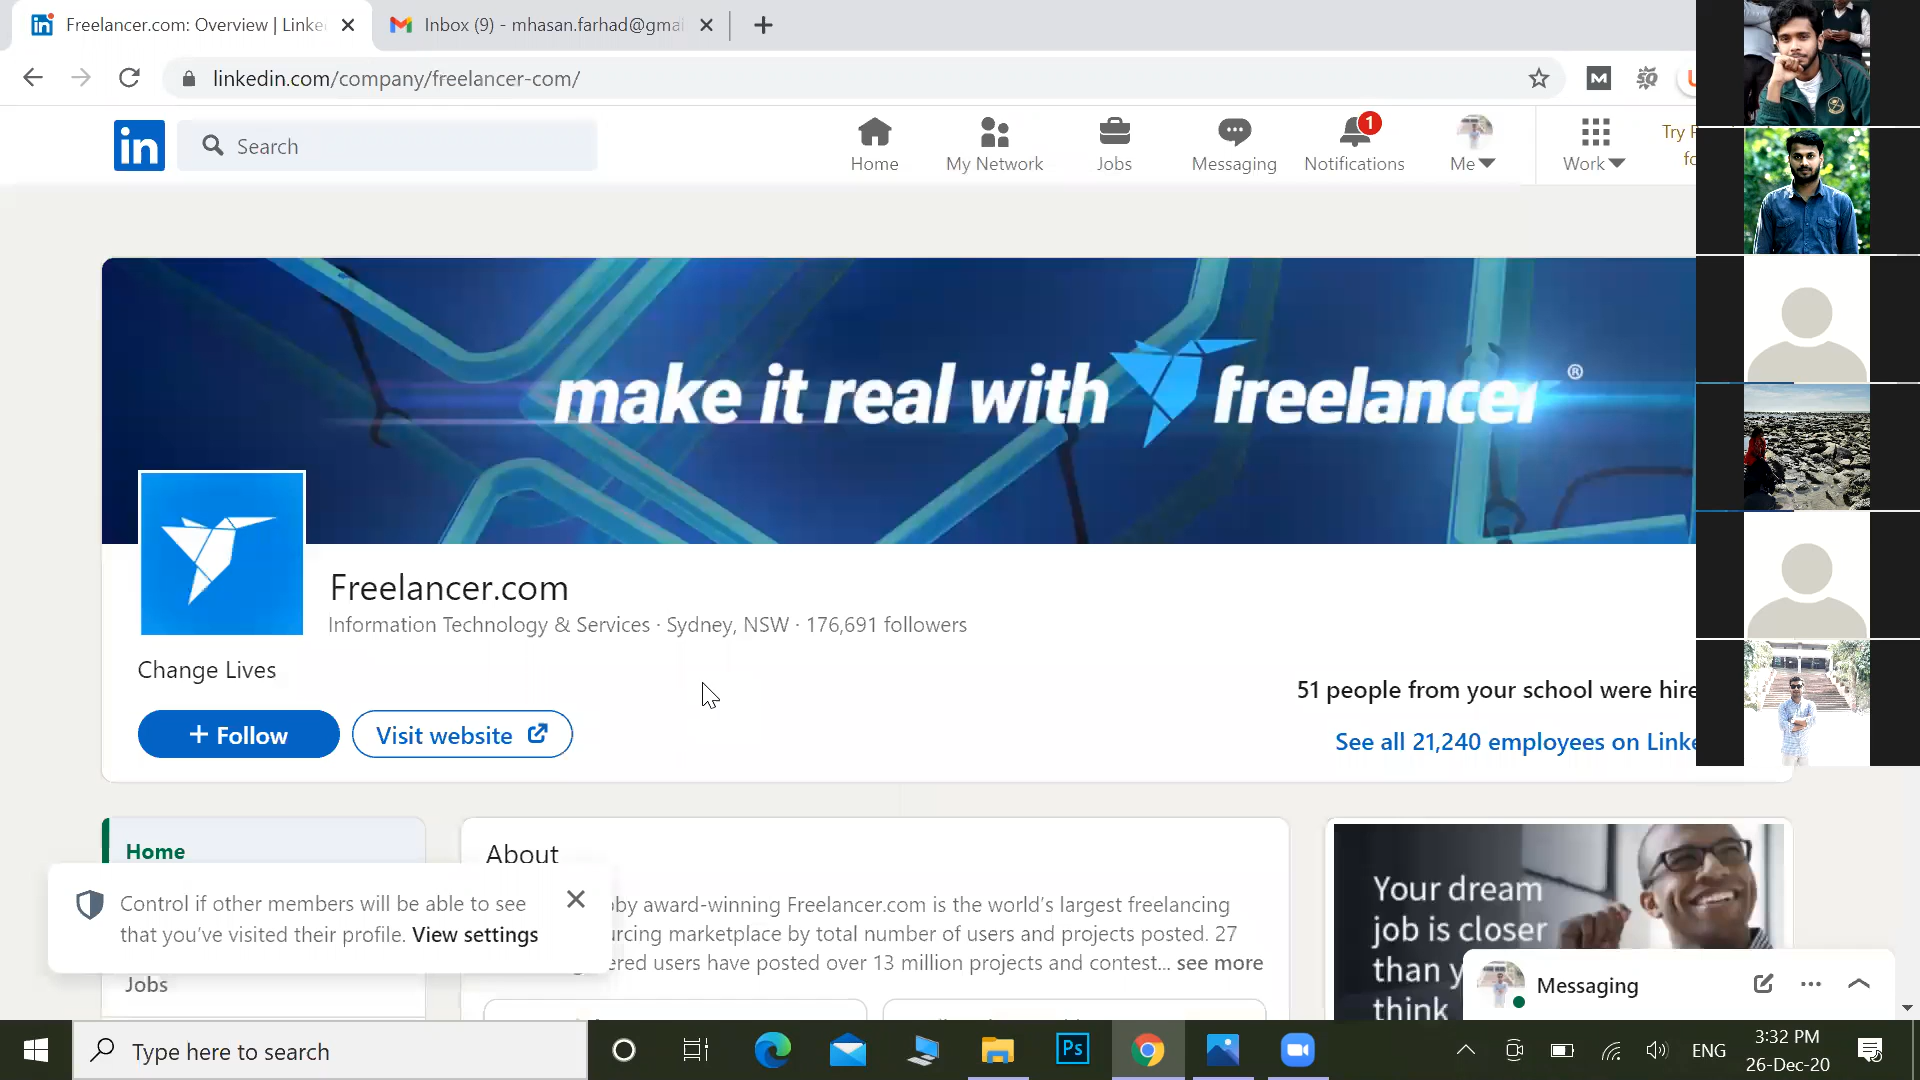 Freelancer.com: Overview | Linke
Inbox (9) - mhasan.farhad@gma
linkedin.com/company/freelancer-com/
in
Search
Home
My Network
Jobs
Messaging
1
Notifications
Me
Work
Try
make it real with freelancer ®
Freelancer.com
Information Technology & Services · Sydney, NSW · 176,691 followers
Change Lives
51 people from your school were hire
+ Follow
Visit website
See all 21,240 employees on Linke
Home
About
Control if other members will be able to see
that you've visited their profile. View settings
by award-winning Freelancer.com is the world's largest freelancing
urcing marketplace by total number of users and projects posted. 27
ered users have posted over 13 million projects and contest... see more
Jobs
Your dream
job is closer
than y
think
Messaging
Type here to search
Ps
ENG
3:32 PM
26-Dec-20